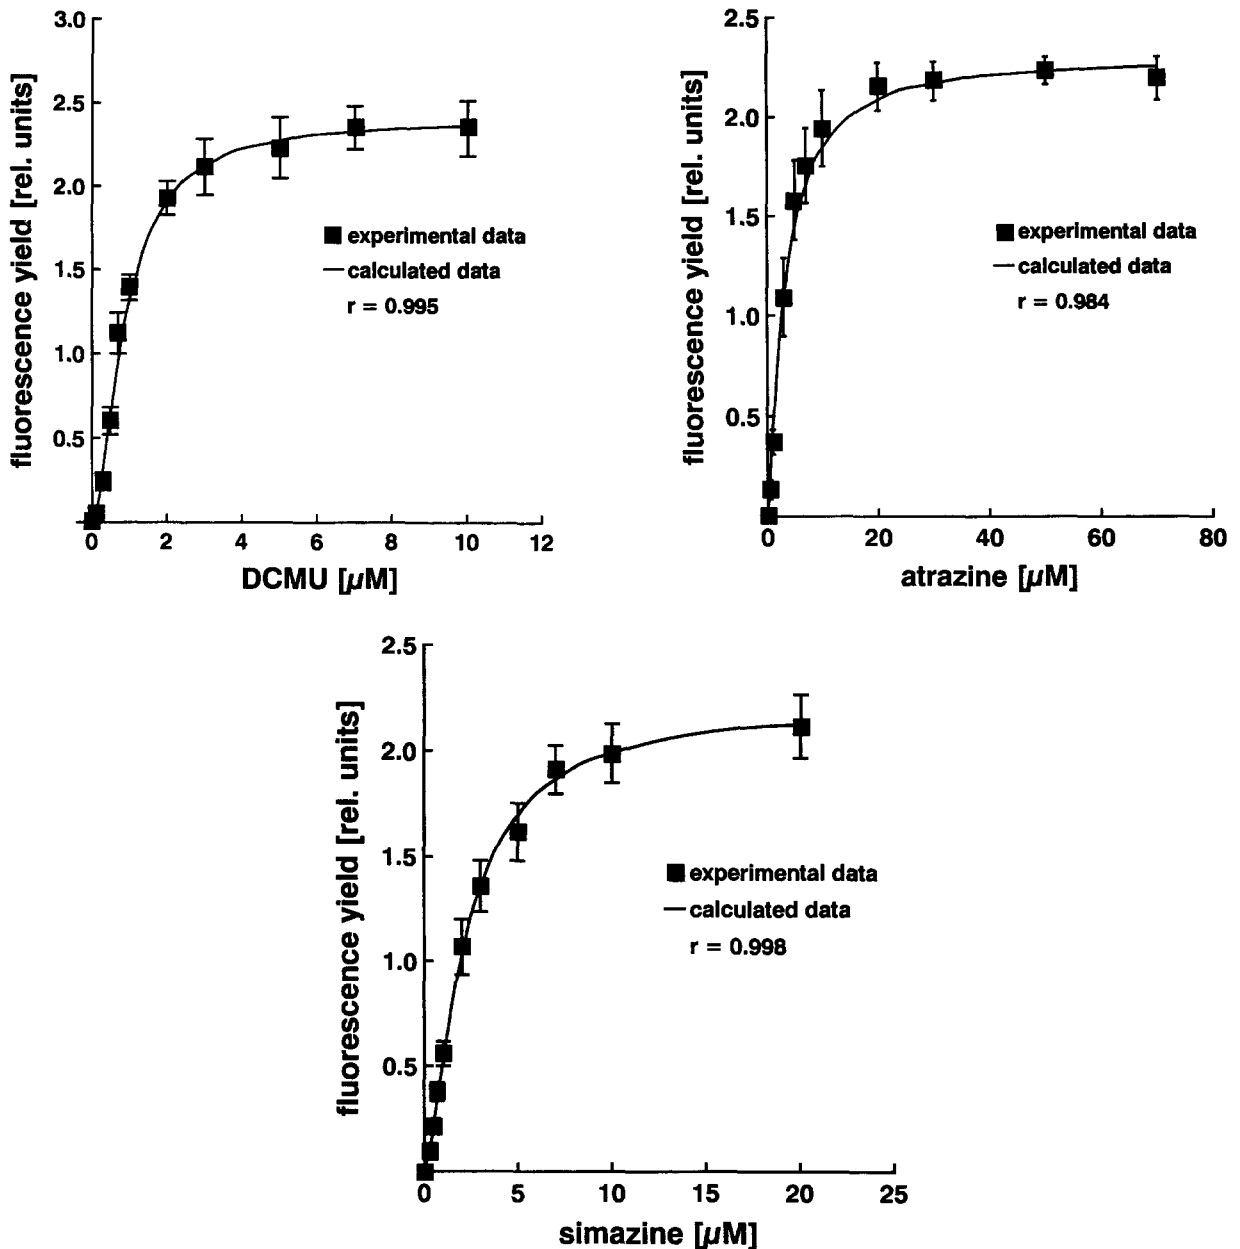 3.0
2.5
2.0
1.5
1.0
0.5
fluorescence yield [rel. units]
experimental data
calculated data
r = 0.995
0 2 4 6 8 10 12
DCMU [µM]
2.5
2.0
1.5
1.0
0.5
fluorescence yield [rel. units]
experimental data
calculated data
r = 0.984
0 20 40 60 80
atrazine [µM]
2.5
2.0
1.5
1.0
0.5
fluorescence yield [rel. units]
experimental data
calculated data
r = 0.998
0 5 10 15 20 25
simazine [µM]